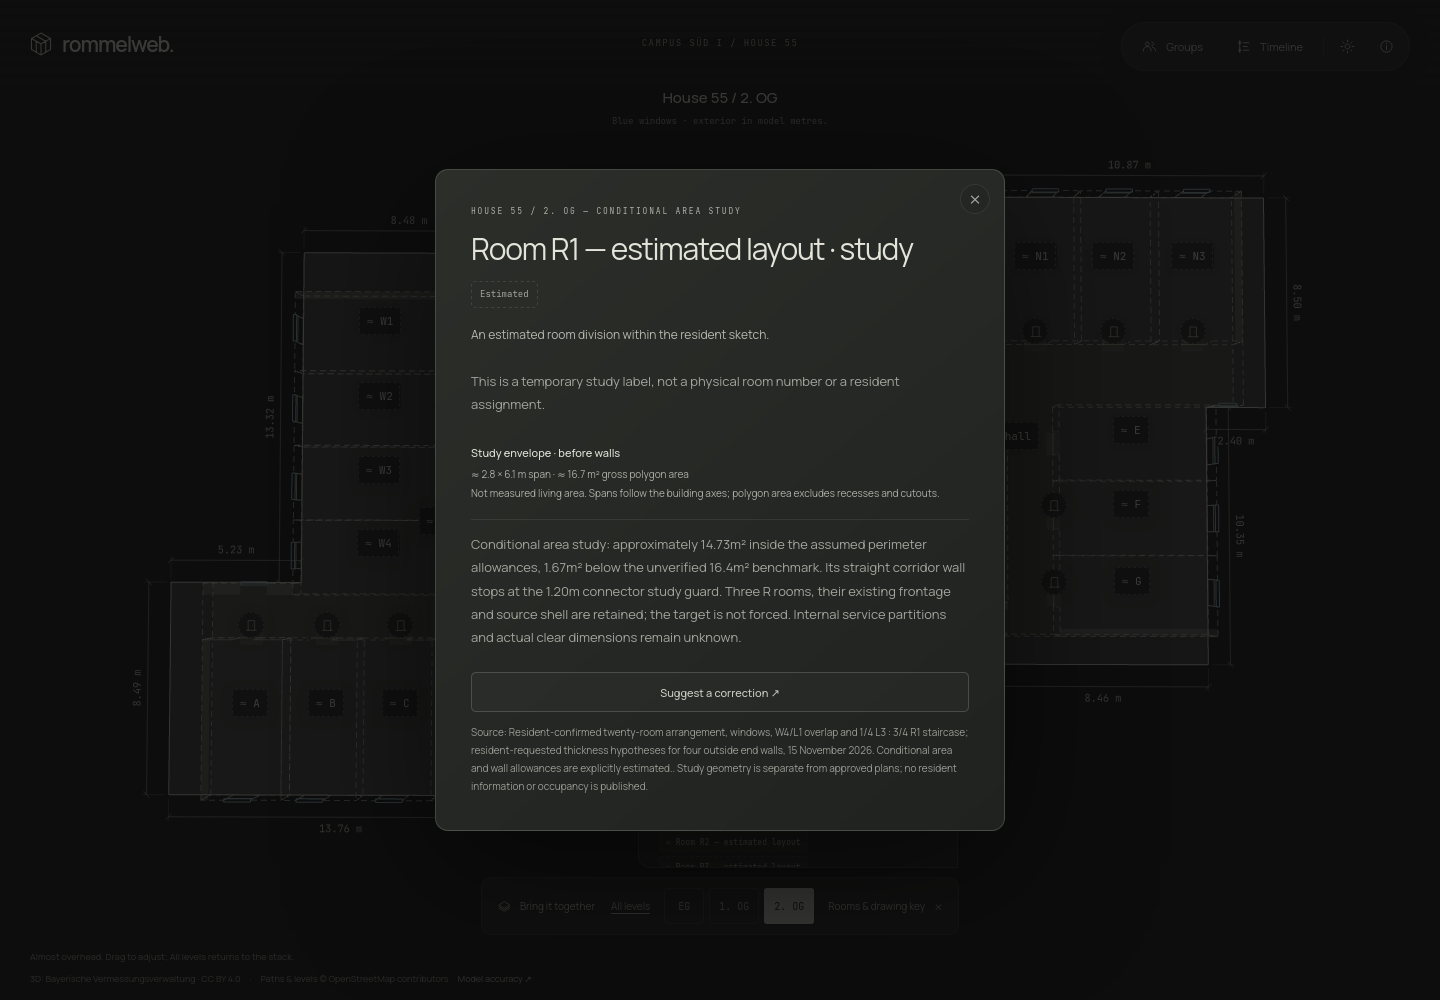 rommelweb.
CAMPUS SÜD I / HOUSE 55
Groups
Timeline
House 55 / 2. OG
Blue windows · exterior in model metres.
10.87 m
8.48 m
≈ N1
≈ N2
≈ N3
8.50 m
≈ W1
≈ W2
13.32 m
hall
≈ E
2.40 m
≈ W3
≈ F
≈ W4
10.35 m
5.23 m
≈ G
8.49 m
≈ A
≈ B
≈ C
8.46 m
13.76 m
HOUSE 55 / 2. OG — CONDITIONAL AREA STUDY
Room R1 — estimated layout · study
Estimated
An estimated room division within the resident sketch.
This is a temporary study label, not a physical room number or a resident
assignment.
Study envelope · before walls
≈ 2.8 × 6.1 m span · ≈ 16.7 m² gross polygon area
Not measured living area. Spans follow the building axes; polygon area excludes recesses and cutouts.
Conditional area study: approximately 14.73m² inside the assumed perimeter
allowances, 1.67m² below the unverified 16.4m² benchmark. Its straight corridor wall
stops at the 1.20m connector study guard. Three R rooms, their existing frontage
and source shell are retained; the target is not forced. Internal service partitions
and actual clear dimensions remain unknown.
Suggest a correction ↗
Source: Resident-confirmed twenty-room arrangement, windows, W4/L1 overlap and 1/4 L3 : 3/4 R1 staircase;
resident-requested thickness hypotheses for four outside end walls, 15 November 2026. Conditional area
and wall allowances are explicitly estimated.. Study geometry is separate from approved plans; no resident
information or occupancy is published.
≈ Room R2 — estimated layout
≈ Room R3 — estimated layout
Bring it together
All levels
EG
1. OG
2. OG
Rooms & drawing key
×
Almost overhead. Drag to adjust. All levels returns to the stack.
3D: Bayerische Vermessungsverwaltung · CC BY 4.0
Paths & levels © OpenStreetMap contributors
Model accuracy ↗